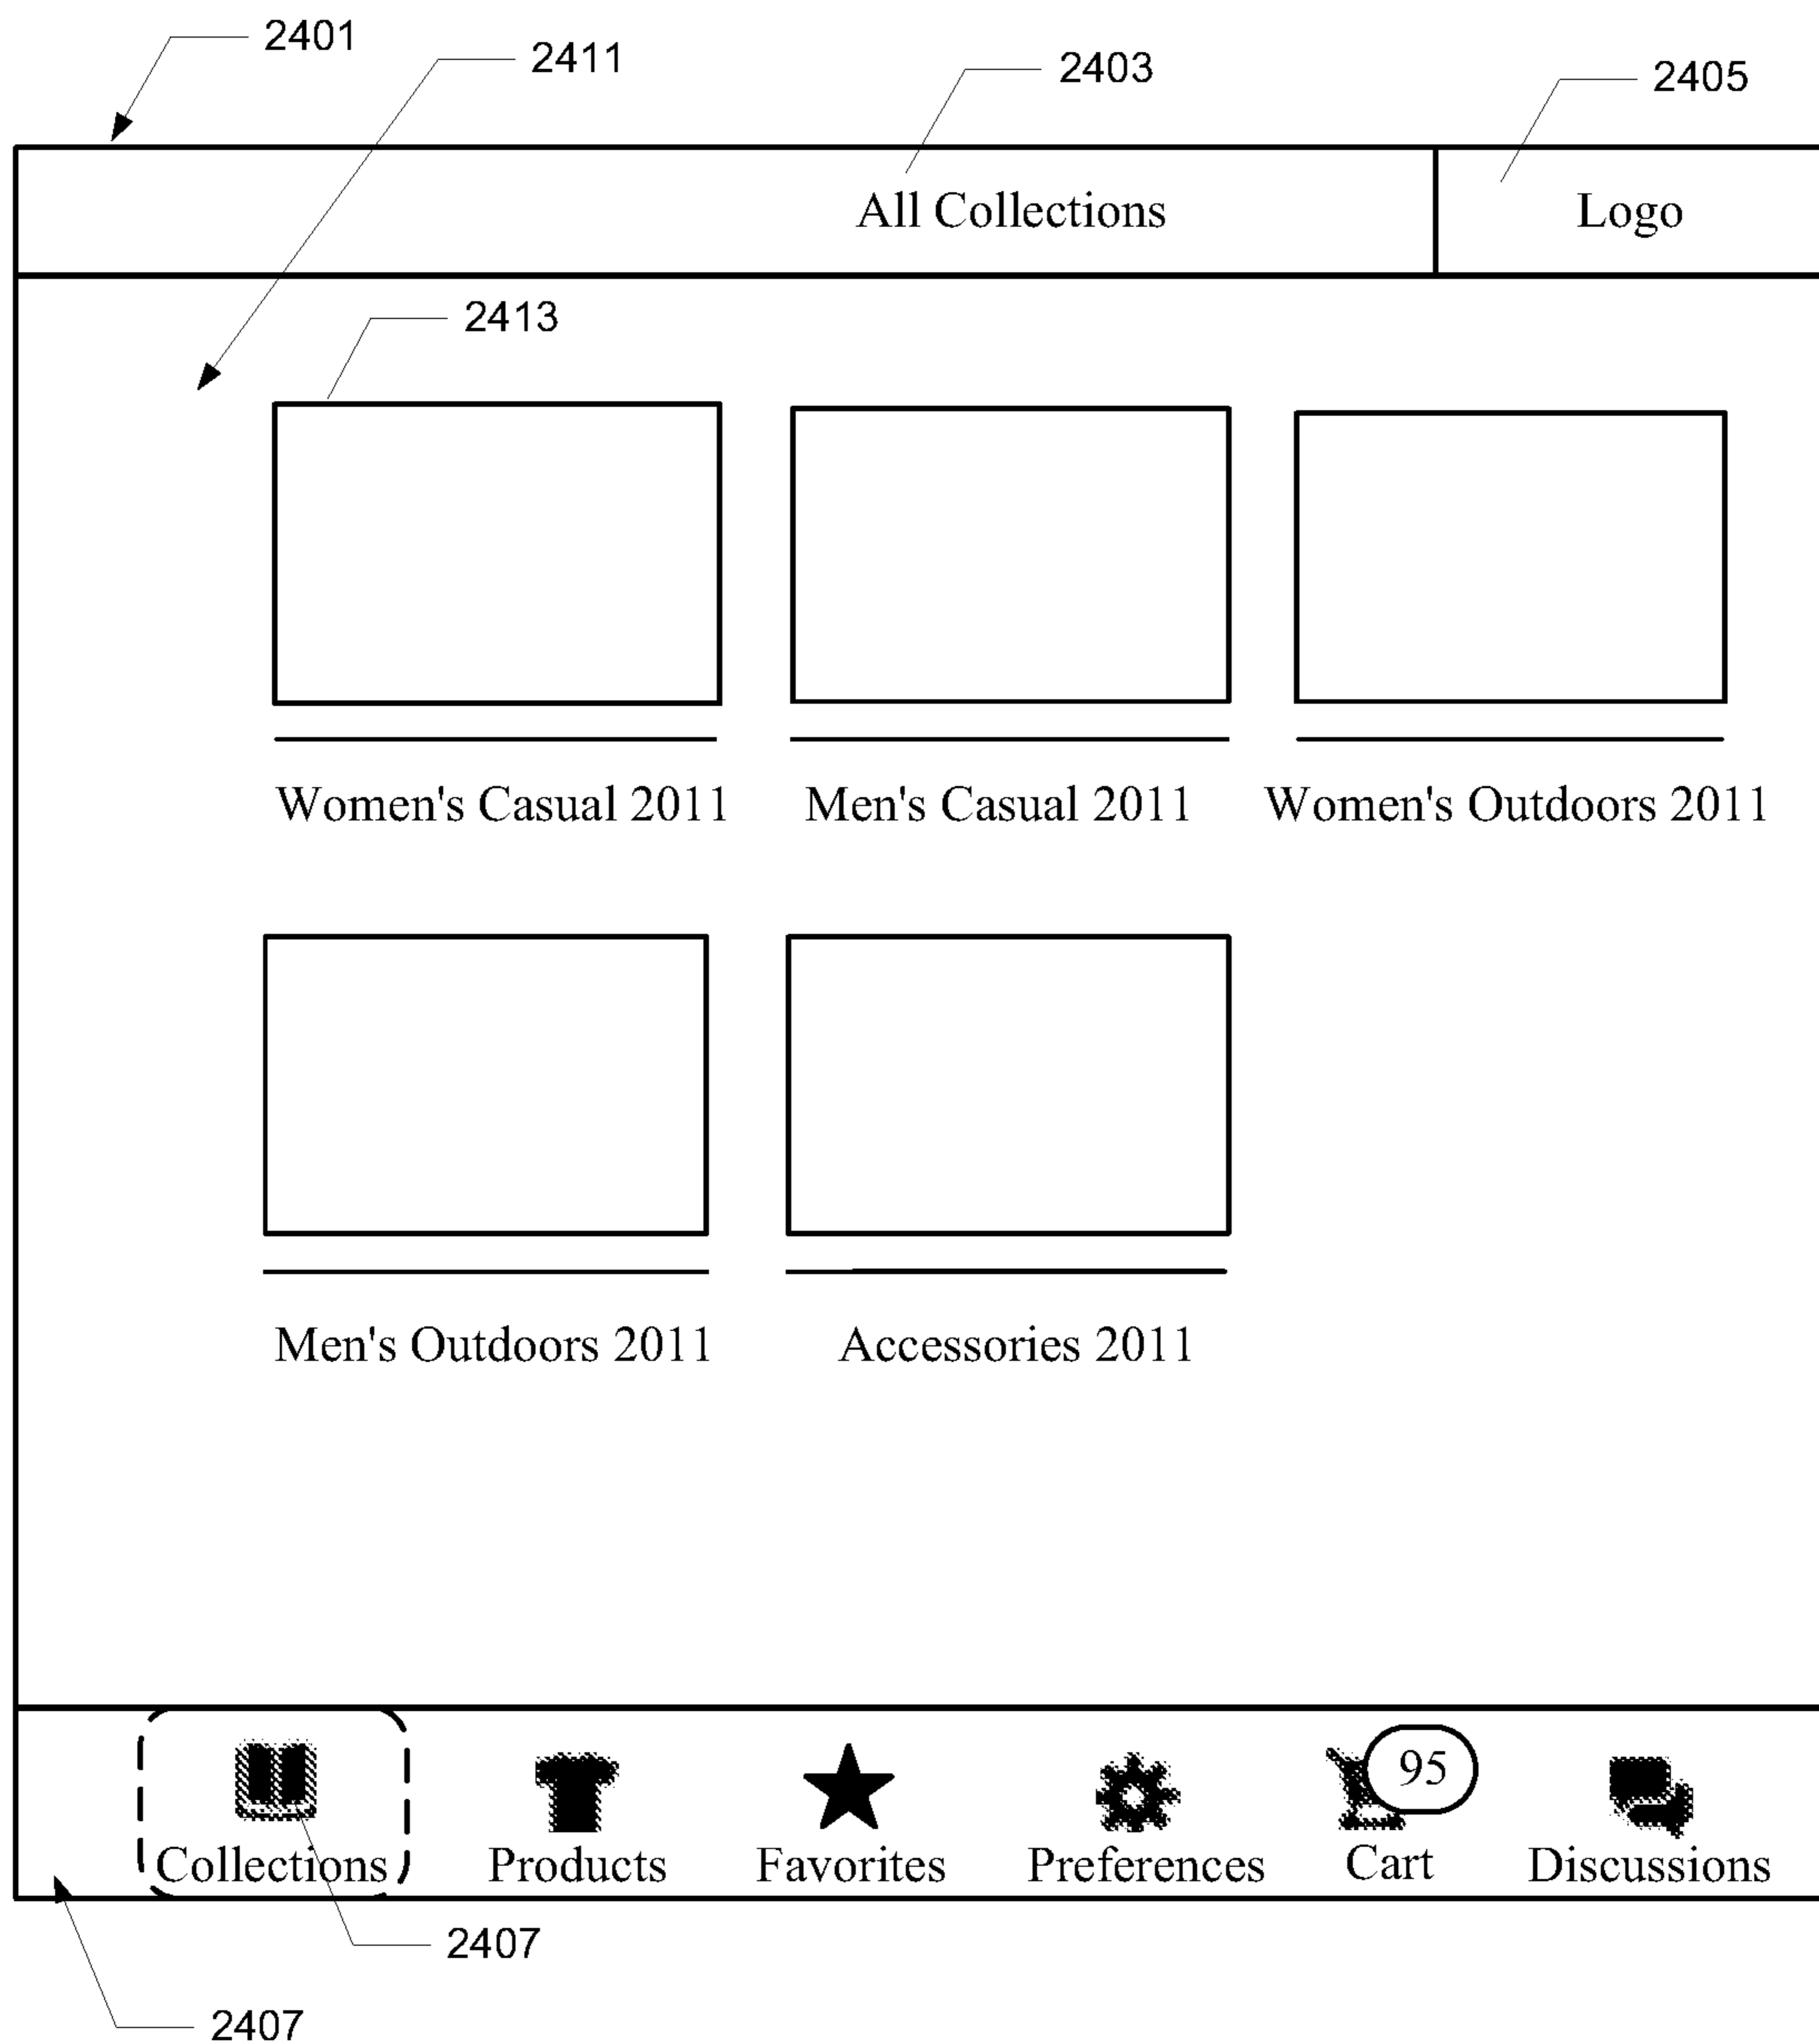 2401
2411
2403
2405
All Collections
Logo
2413
Women's Casual 2011
Men's Casual 2011
Women's Outdoors 2011
Men's Outdoors 2011
Accessories 2011
95
Collections
Products
Favorites
Preferences
Cart
Discussions
2407
2407